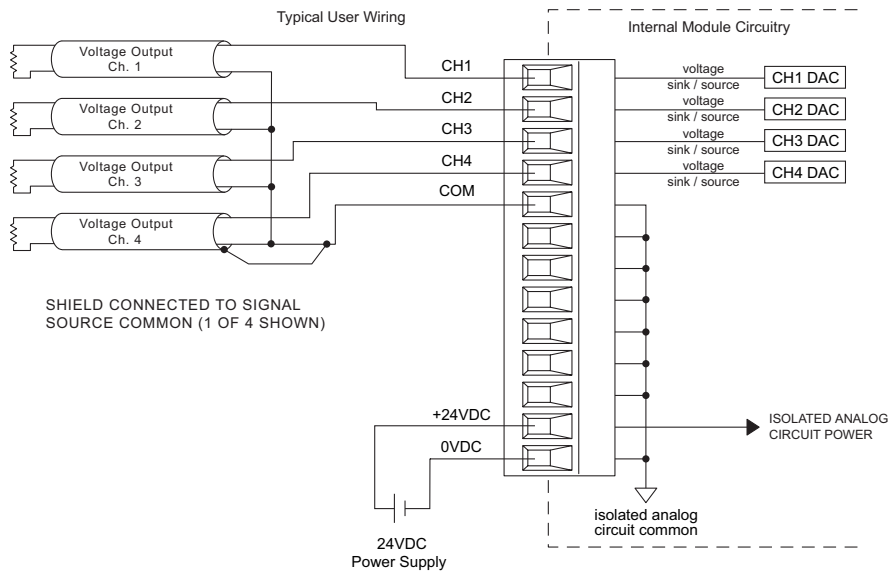 Typical User Wiring
Internal Module Circuitry
Voltage Output
Ch. 1
Voltage Output
Ch. 2
Voltage Output
Ch. 3
Voltage Output
Ch. 4
SHIELD CONNECTED TO SIGNAL
SOURCE COMMON (1 OF 4 SHOWN)
CH1
CH2
CH3
CH4
COM
+24VDC
0VDC
24VDC
Power Supply
voltage
sink / source
CH1 DAC
voltage
sink / source
CH2 DAC
voltage
sink / source
CH3 DAC
voltage
sink / source
CH4 DAC
ISOLATED ANALOG
CIRCUIT POWER
isolated analog
circuit common